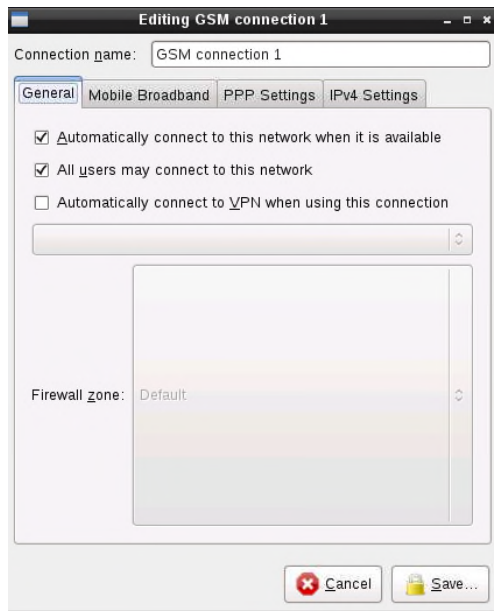 Editing GSM connection 1
Connection name: GSM connection 1
General Mobile Broadband PPP Settings IPv4 Settings
Automatically connect to this network when it is available
All users may connect to this network
Automatically connect to VPN when using this connection
Firewall zone: Default
Cancel Save...